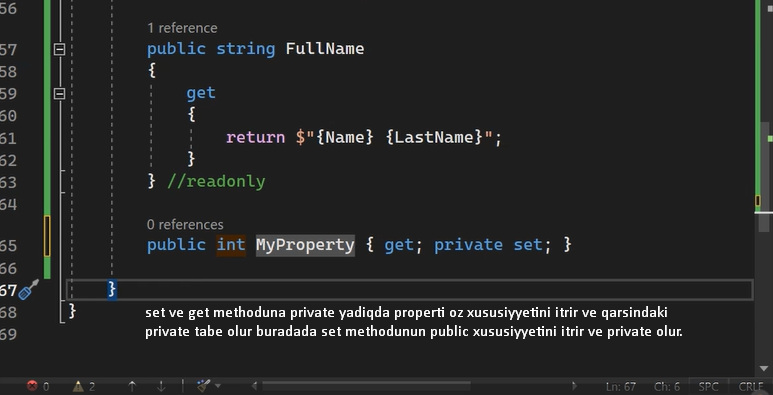 56
1 reference
57 public string FullName
58 {
59 get
60 {
61 return $"{Name} {LastName}";
62 }
63 } //readonly
64
0 references
65 public int MyProperty { get; private set; }
66
67 }
68 }
set ve get methoduna private yadiqda properti oz xususiyyetini itrir ve qarsindaki
69
private tabe olur buradada set methodunun public xususiyyetini itrir ve private olur.
0 2 Ln: 67 Ch: 6 SPC CRLF